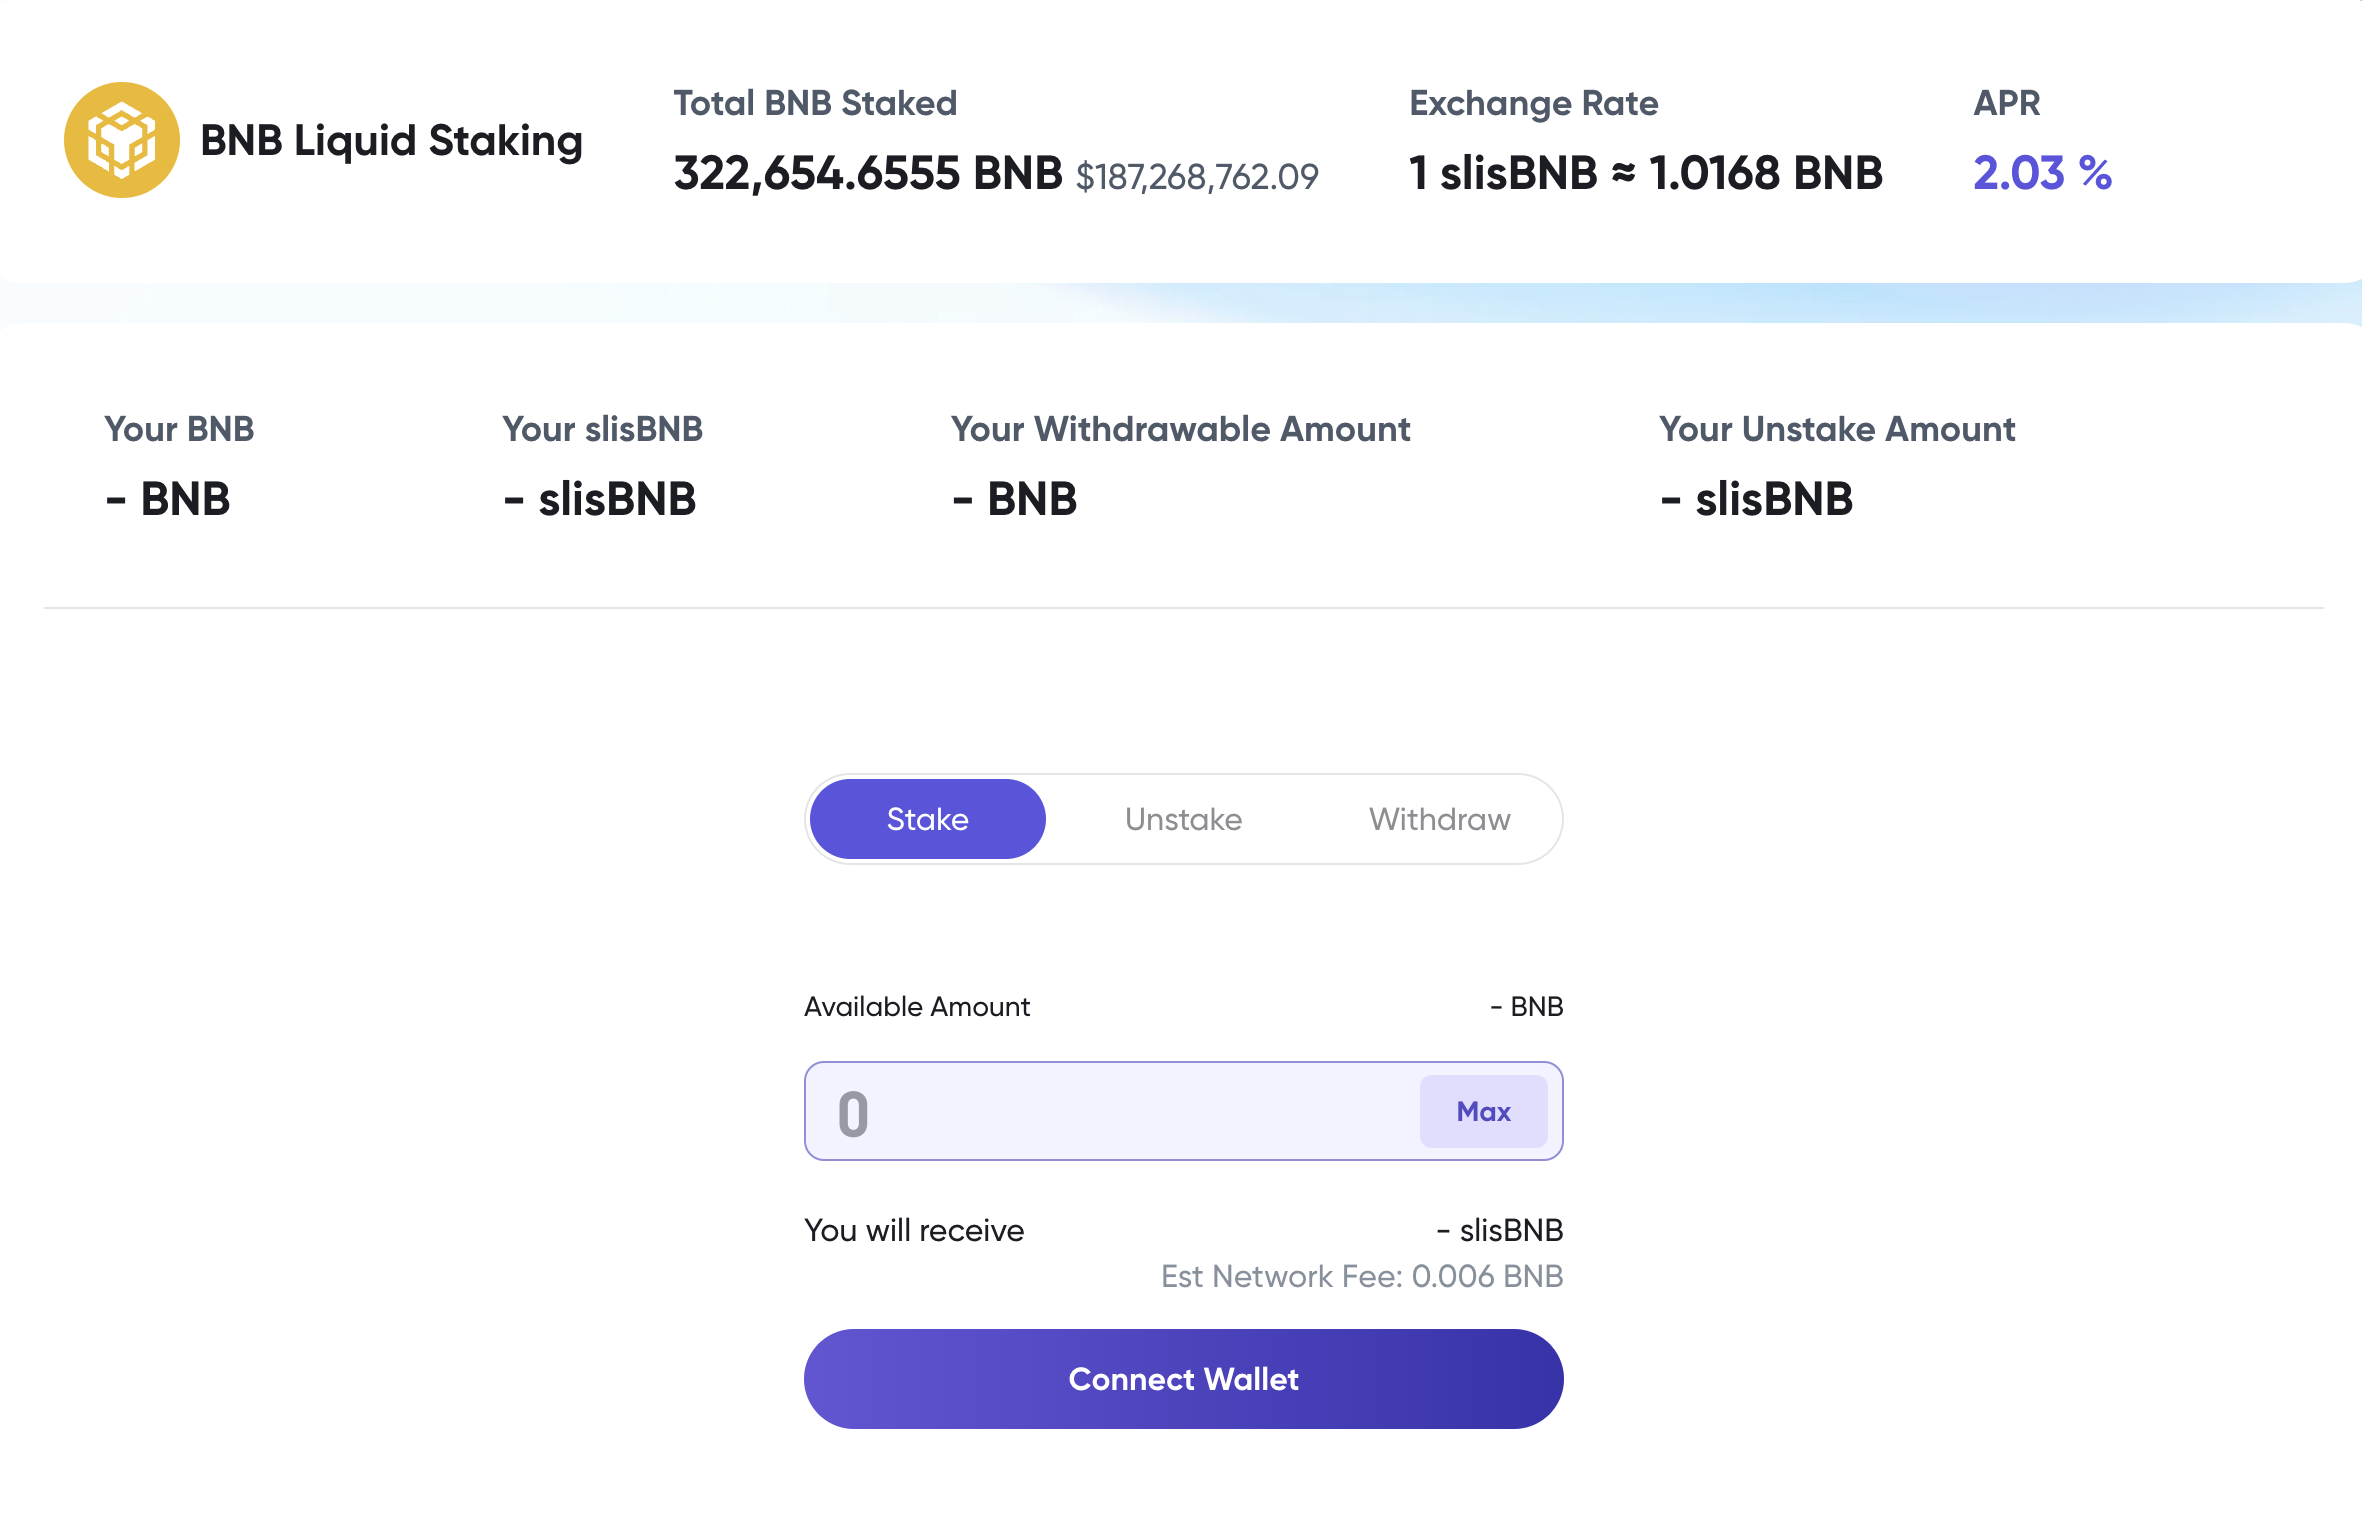 BNB Liquid Staking
Total BNB Staked
322,654.6555 BNB $187,268,762.09
Exchange Rate
1 slisBNB ≈ 1.0168 BNB
APR
2.03 %
Your BNB
- BNB
Your slisBNB
- slisBNB
Your Withdrawable Amount
- BNB
Your Unstake Amount
- slisBNB
Stake Unstake Withdraw
Available Amount - BNB
0 Max
You will receive - slisBNB
Est Network Fee: 0.006 BNB
Connect Wallet